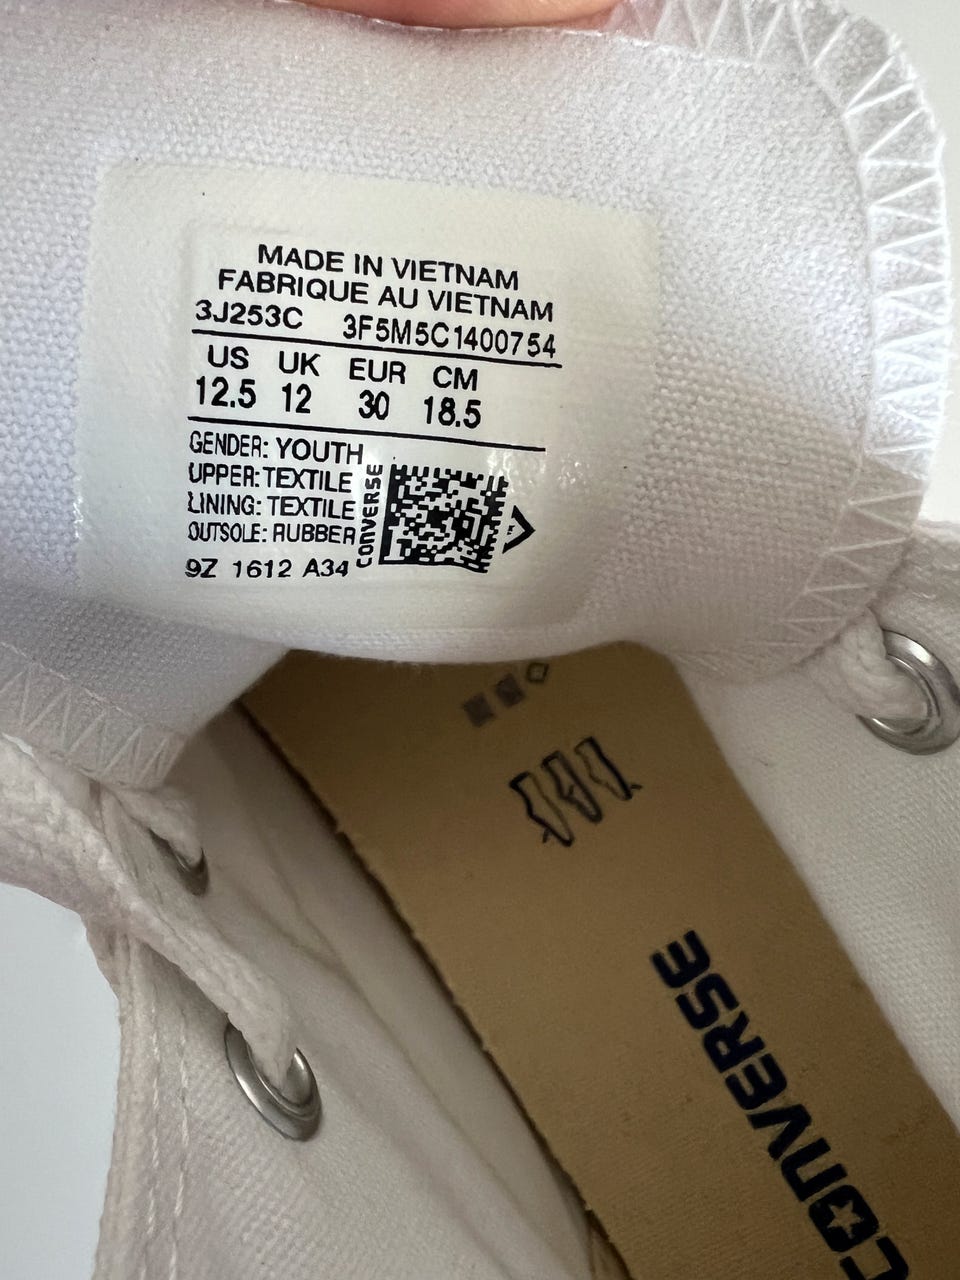 MADE IN VIETNAM
FABRIQUE AU VIETNAM
3J253C 3F5M5C1400754
US UK EUR CM
12.5 12 30 18.5
GENDER: YOUTH
UPPER: TEXTILE
LINING: TEXTILE
OUTSOLE: RUBBER
CONVERSE
9Z 1612 A34
CONVERSE